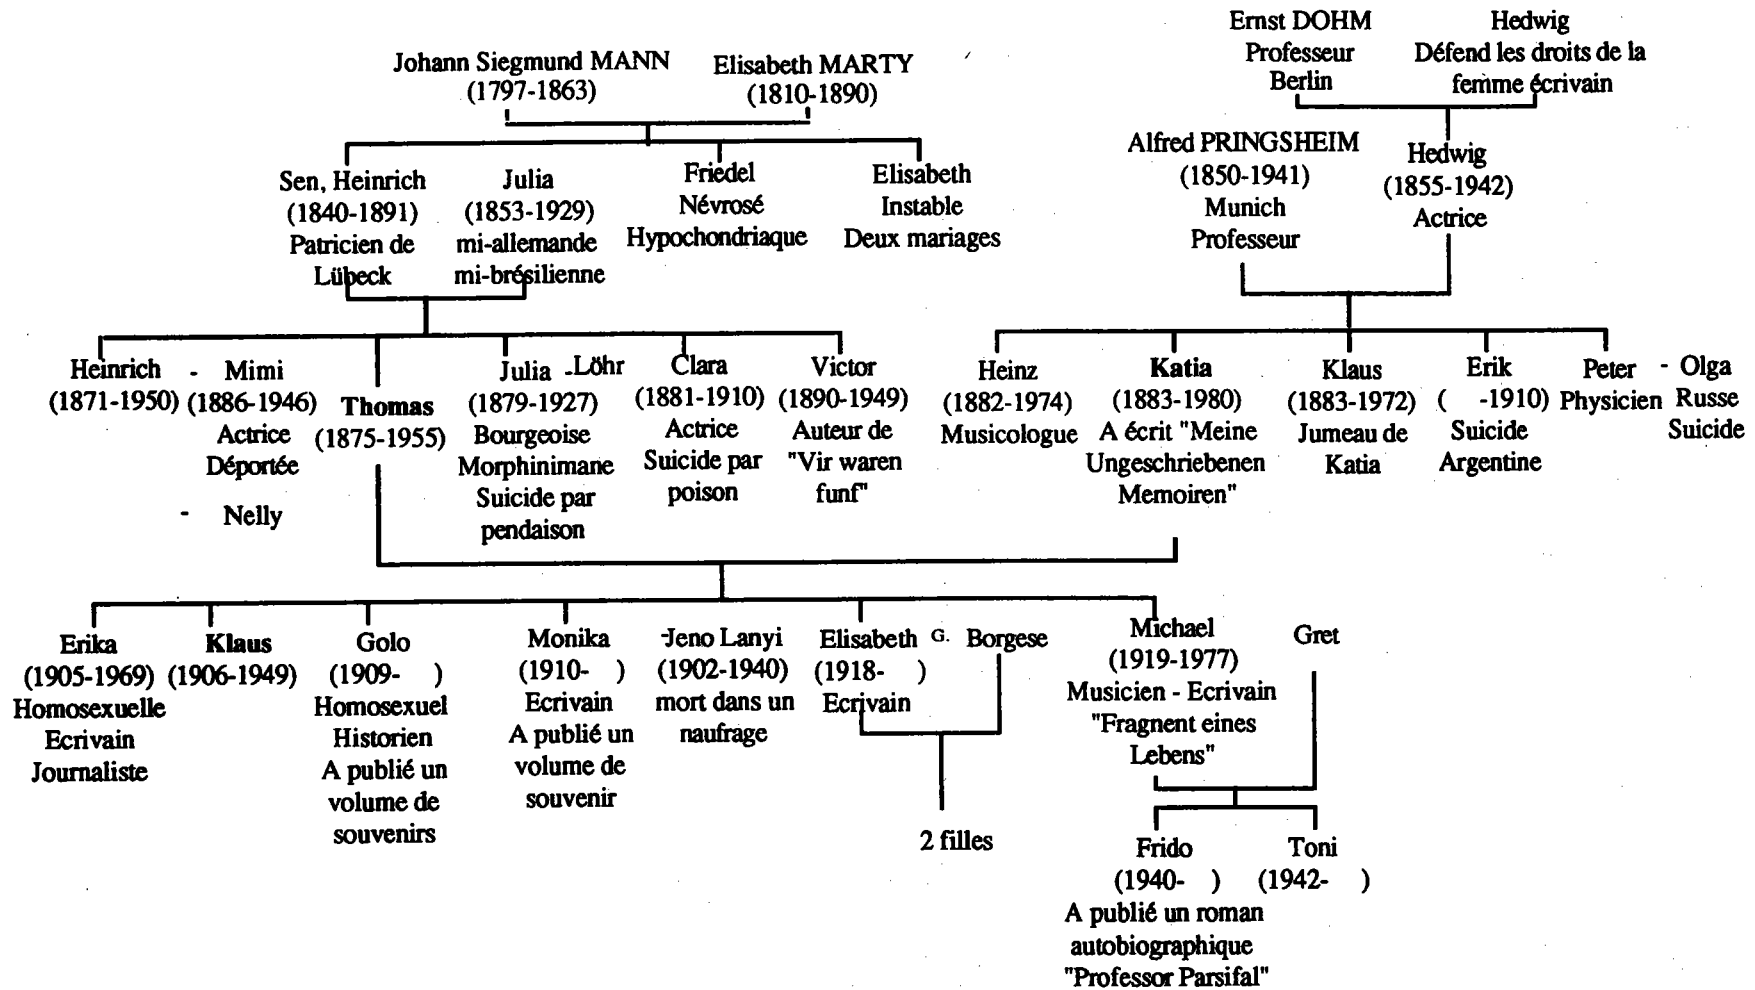 Johann Siegmund MANN
(1797-1863)
Elisabeth MARTY
(1810-1890)
Ernst DOHM
Professeur
Berlin
Hedwig
Défend les droits de la
femme écrivain
Sen, Heinrich
(1840-1891)
Patricien de
Lübeck
Julia
(1853-1929)
mi-allemande
mi-brésilienne
Friedel
Névrosé
Hypochondriaque
Elisabeth
Instable
Deux mariages
Alfred PRINGSHEIM
(1850-1941)
Munich
Professeur
Hedwig
(1855-1942)
Actrice
Heinrich
(1871-1950)
- Mimi
(1886-1946)
Actrice
Déportée
- Nelly
Thomas
(1875-1955)
Julia -Löhr
(1879-1927)
Bourgeoise
Morphinimane
Suicide par
pendaison
Clara
(1881-1910)
Actrice
Suicide par
poison
Victor
(1890-1949)
Auteur de
"Vir waren
funf"
Heinz
(1882-1974)
Musicologue
Katia
(1883-1980)
A écrit "Meine
Ungeschriebenen
Memoiren"
Klaus
(1883-1972)
Jumeau de
Katia
Erik
( -1910)
Suicide
Argentine
Peter
Physicien
- Olga
Russe
Suicide
Erika
(1905-1969)
Homosexuelle
Ecrivain
Journaliste
Klaus
(1906-1949)
Golo
(1909- )
Homosexuel
Historien
A publié un
volume de
souvenirs
Monika
(1910- )
Ecrivain
A publié un
volume de
souvenir
-Jeno Lanyi
(1902-1940)
mort dans un
naufrage
Elisabeth
(1918- )
Ecrivain
G. Borgese
2 filles
Michael
(1919-1977)
Musicien - Ecrivain
"Fragnent eines
Lebens"
Gret
Frido
(1940- )
A publié un roman
autobiographique
"Professor Parsifal"
Toni
(1942- )